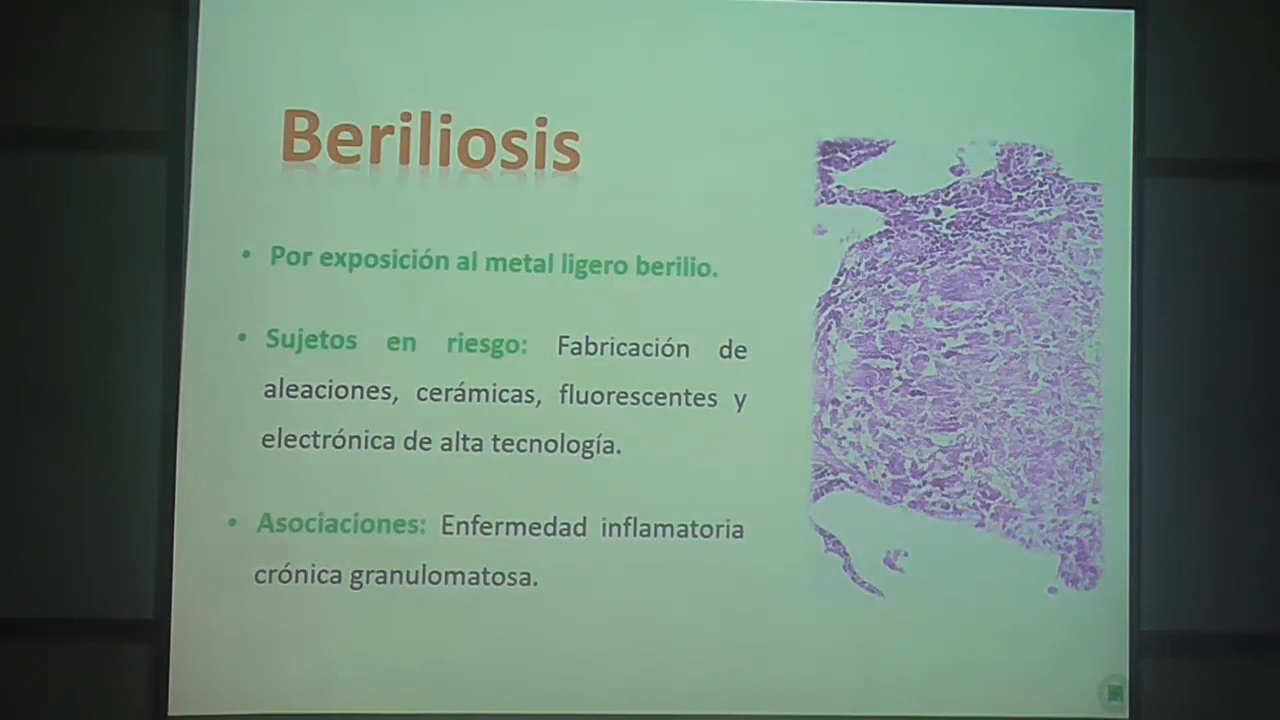 Beriliosis
• Por exposición al metal ligero berilio.
• Sujetos en riesgo: Fabricación de
aleaciones, cerámicas, fluorescentes y
electrónica de alta tecnología.
• Asociaciones: Enfermedad inflamatoria
crónica granulomatosa.